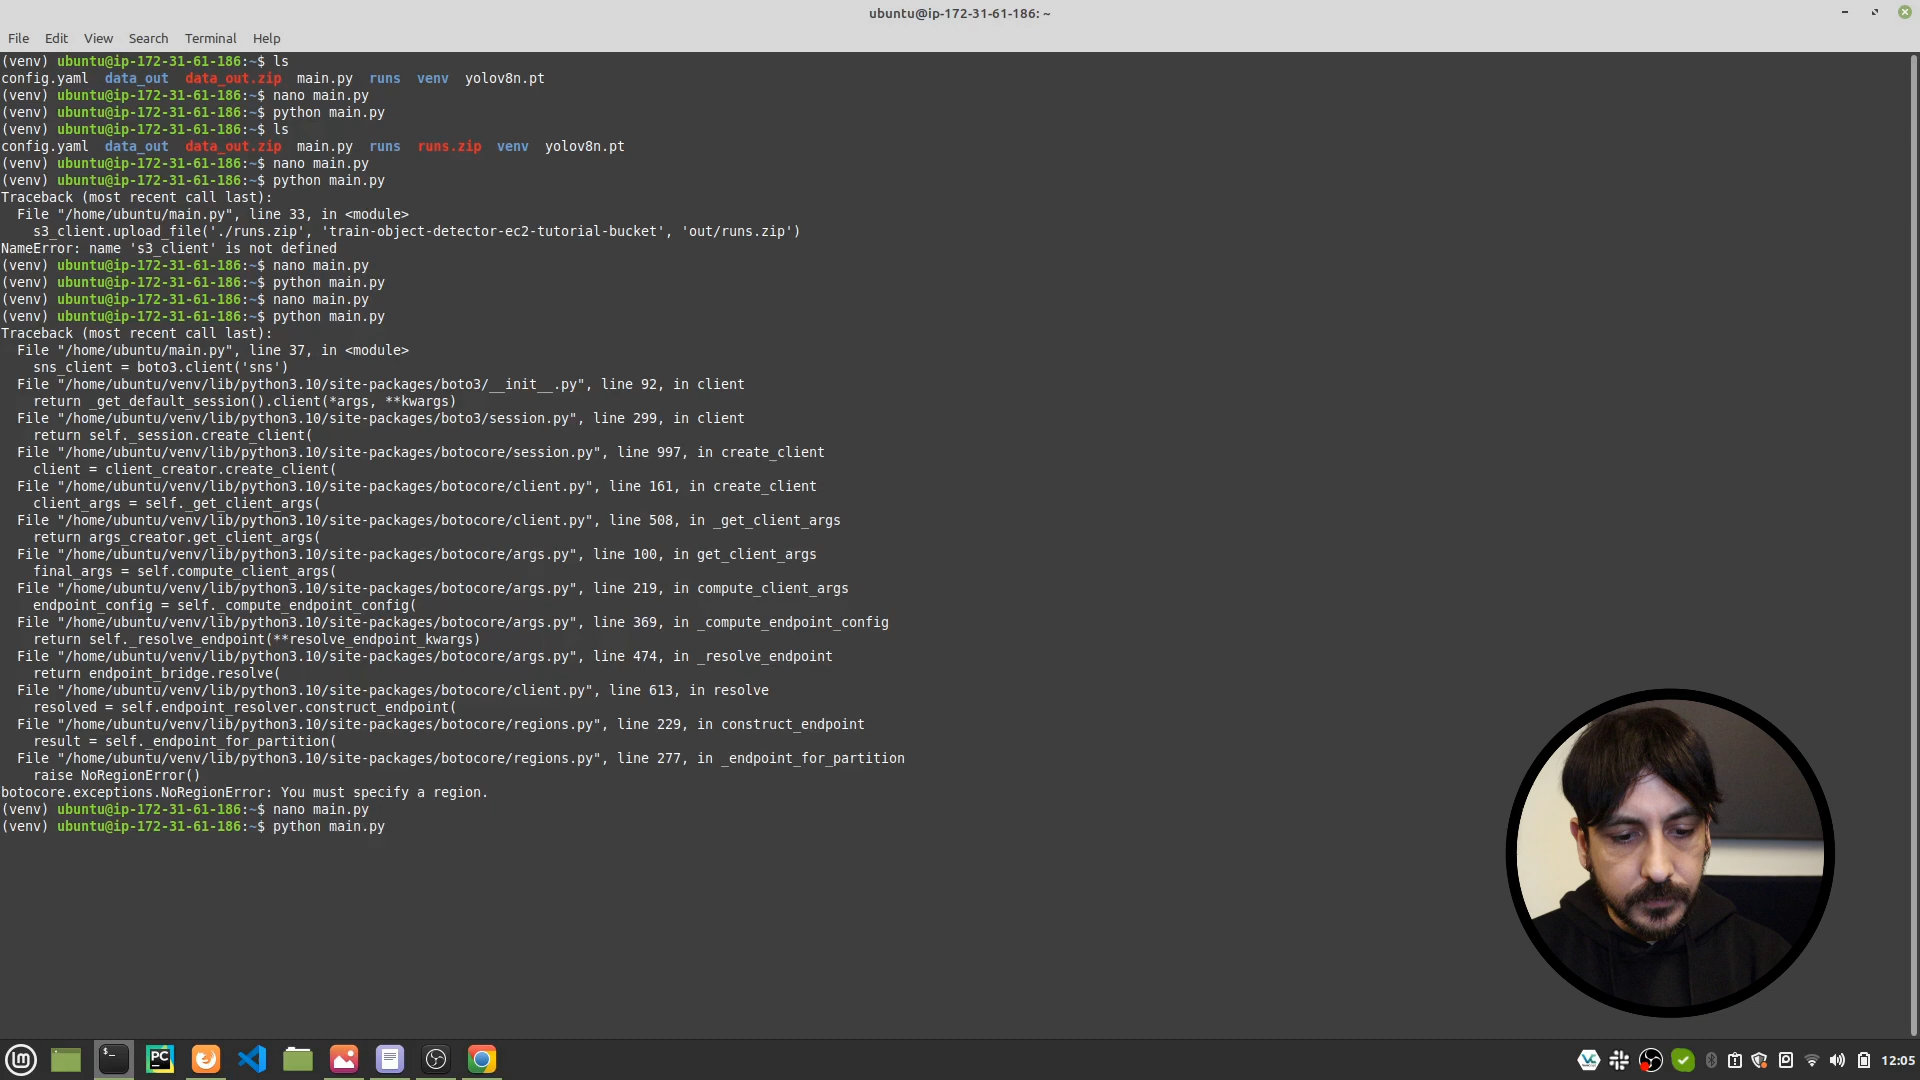 ubuntu@ip-172-31-61-186: ~
File Edit View Search Terminal Help
(venv) ubuntu@ip-172-31-61-186:~$ ls
config.yaml  data_out  data_out.zip  main.py  runs  venv  yolov8n.pt
(venv) ubuntu@ip-172-31-61-186:~$ nano main.py
(venv) ubuntu@ip-172-31-61-186:~$ python main.py
(venv) ubuntu@ip-172-31-61-186:~$ ls
config.yaml  data_out  data_out.zip  main.py  runs  runs.zip  venv  yolov8n.pt
(venv) ubuntu@ip-172-31-61-186:~$ nano main.py
(venv) ubuntu@ip-172-31-61-186:~$ python main.py
Traceback (most recent call last):
  File "/home/ubuntu/main.py", line 33, in <module>
    s3_client.upload_file('./runs.zip', 'train-object-detector-ec2-tutorial-bucket', 'out/runs.zip')
NameError: name 's3_client' is not defined
(venv) ubuntu@ip-172-31-61-186:~$ nano main.py
(venv) ubuntu@ip-172-31-61-186:~$ python main.py
(venv) ubuntu@ip-172-31-61-186:~$ nano main.py
(venv) ubuntu@ip-172-31-61-186:~$ python main.py
Traceback (most recent call last):
  File "/home/ubuntu/main.py", line 37, in <module>
    sns_client = boto3.client('sns')
  File "/home/ubuntu/venv/lib/python3.10/site-packages/boto3/__init__.py", line 92, in client
    return _get_default_session().client(*args, **kwargs)
  File "/home/ubuntu/venv/lib/python3.10/site-packages/boto3/session.py", line 299, in client
    return self._session.create_client(
  File "/home/ubuntu/venv/lib/python3.10/site-packages/botocore/session.py", line 997, in create_client
    client = client_creator.create_client(
  File "/home/ubuntu/venv/lib/python3.10/site-packages/botocore/client.py", line 161, in create_client
    client_args = self._get_client_args(
  File "/home/ubuntu/venv/lib/python3.10/site-packages/botocore/client.py", line 508, in _get_client_args
    return args_creator.get_client_args(
  File "/home/ubuntu/venv/lib/python3.10/site-packages/botocore/args.py", line 100, in get_client_args
    final_args = self.compute_client_args(
  File "/home/ubuntu/venv/lib/python3.10/site-packages/botocore/args.py", line 219, in compute_client_args
    endpoint_config = self._compute_endpoint_config(
  File "/home/ubuntu/venv/lib/python3.10/site-packages/botocore/args.py", line 369, in _compute_endpoint_config
    return self._resolve_endpoint(**resolve_endpoint_kwargs)
  File "/home/ubuntu/venv/lib/python3.10/site-packages/botocore/args.py", line 474, in _resolve_endpoint
    return endpoint_bridge.resolve(
  File "/home/ubuntu/venv/lib/python3.10/site-packages/botocore/client.py", line 613, in resolve
    resolved = self.endpoint_resolver.construct_endpoint(
  File "/home/ubuntu/venv/lib/python3.10/site-packages/botocore/regions.py", line 229, in construct_endpoint
    result = self._endpoint_for_partition(
  File "/home/ubuntu/venv/lib/python3.10/site-packages/botocore/regions.py", line 277, in _endpoint_for_partition
    raise NoRegionError()
botocore.exceptions.NoRegionError: You must specify a region.
(venv) ubuntu@ip-172-31-61-186:~$ nano main.py
(venv) ubuntu@ip-172-31-61-186:~$ python main.py
12:05